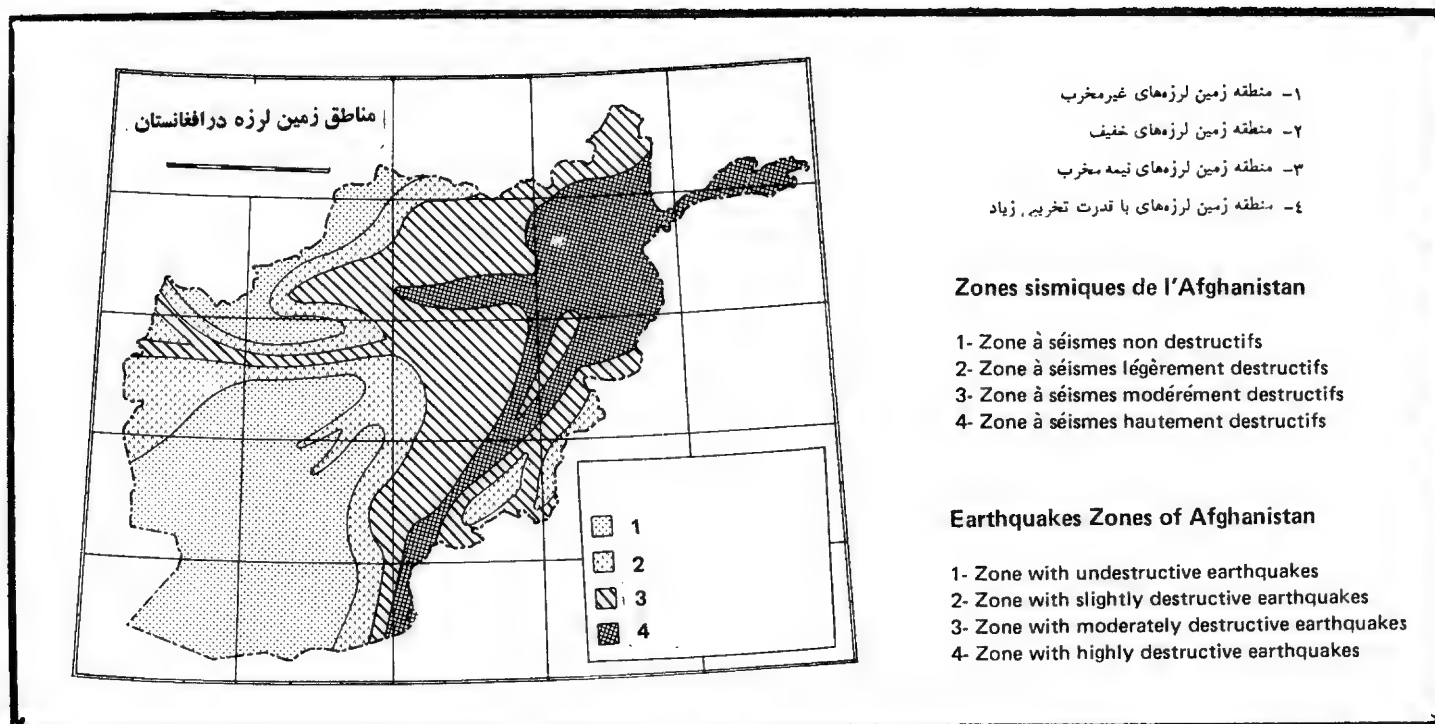 مناطق زمین لرزه درافغانستان
1
2
3
4
۱- منطقه زمین لرزه‌های غیرمخرب
۲- منطقه زمین لرزه‌های خفیف
۳- منطقه زمین لرزه‌های نیمه مخرب
٤- منطقه زمین لرزه‌های با قدرت تخریبی زیاد
Zones sismiques de l'Afghanistan
1- Zone à séismes non destructifs
2- Zone à séismes légèrement destructifs
3- Zone à séismes modérément destructifs
4- Zone à séismes hautement destructifs
Earthquakes Zones of Afghanistan
1- Zone with undestructive earthquakes
2- Zone with slightly destructive earthquakes
3- Zone with moderately destructive earthquakes
4- Zone with highly destructive earthquakes